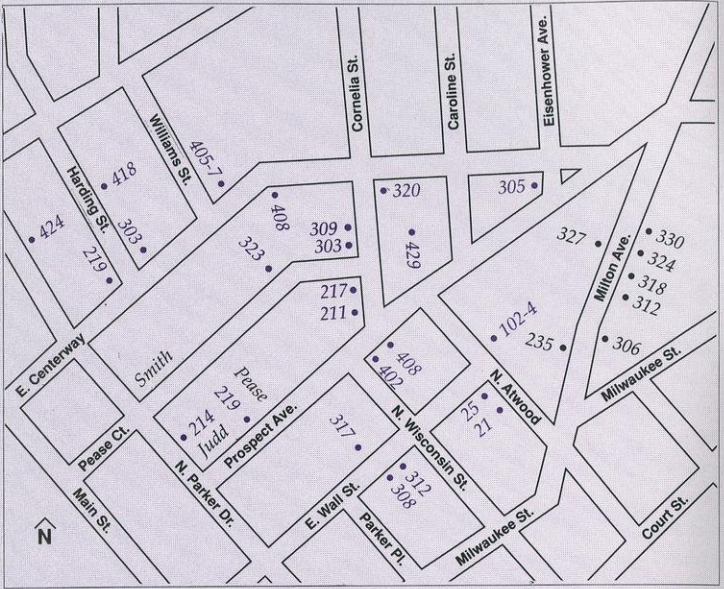 Cornelia St.
Caroline St.
Eisenhower Ave.
Williams St.
405-7
Harding St.
418
303
424
219
408
323
309
303
320
429
305
217
211
327
330
324
318
312
306
Milton Ave.
102-4
235
Milwaukee St.
E. Centerway
Smith
Pease
219
214
Judd
Prospect Ave.
408
402
N. Atwood
25
21
317
N. Wisconsin St.
312
308
Pease Ct.
Main St.
N. Parker Dr.
E. Wall St.
Parker Pl.
Milwaukee St.
Court St.
N